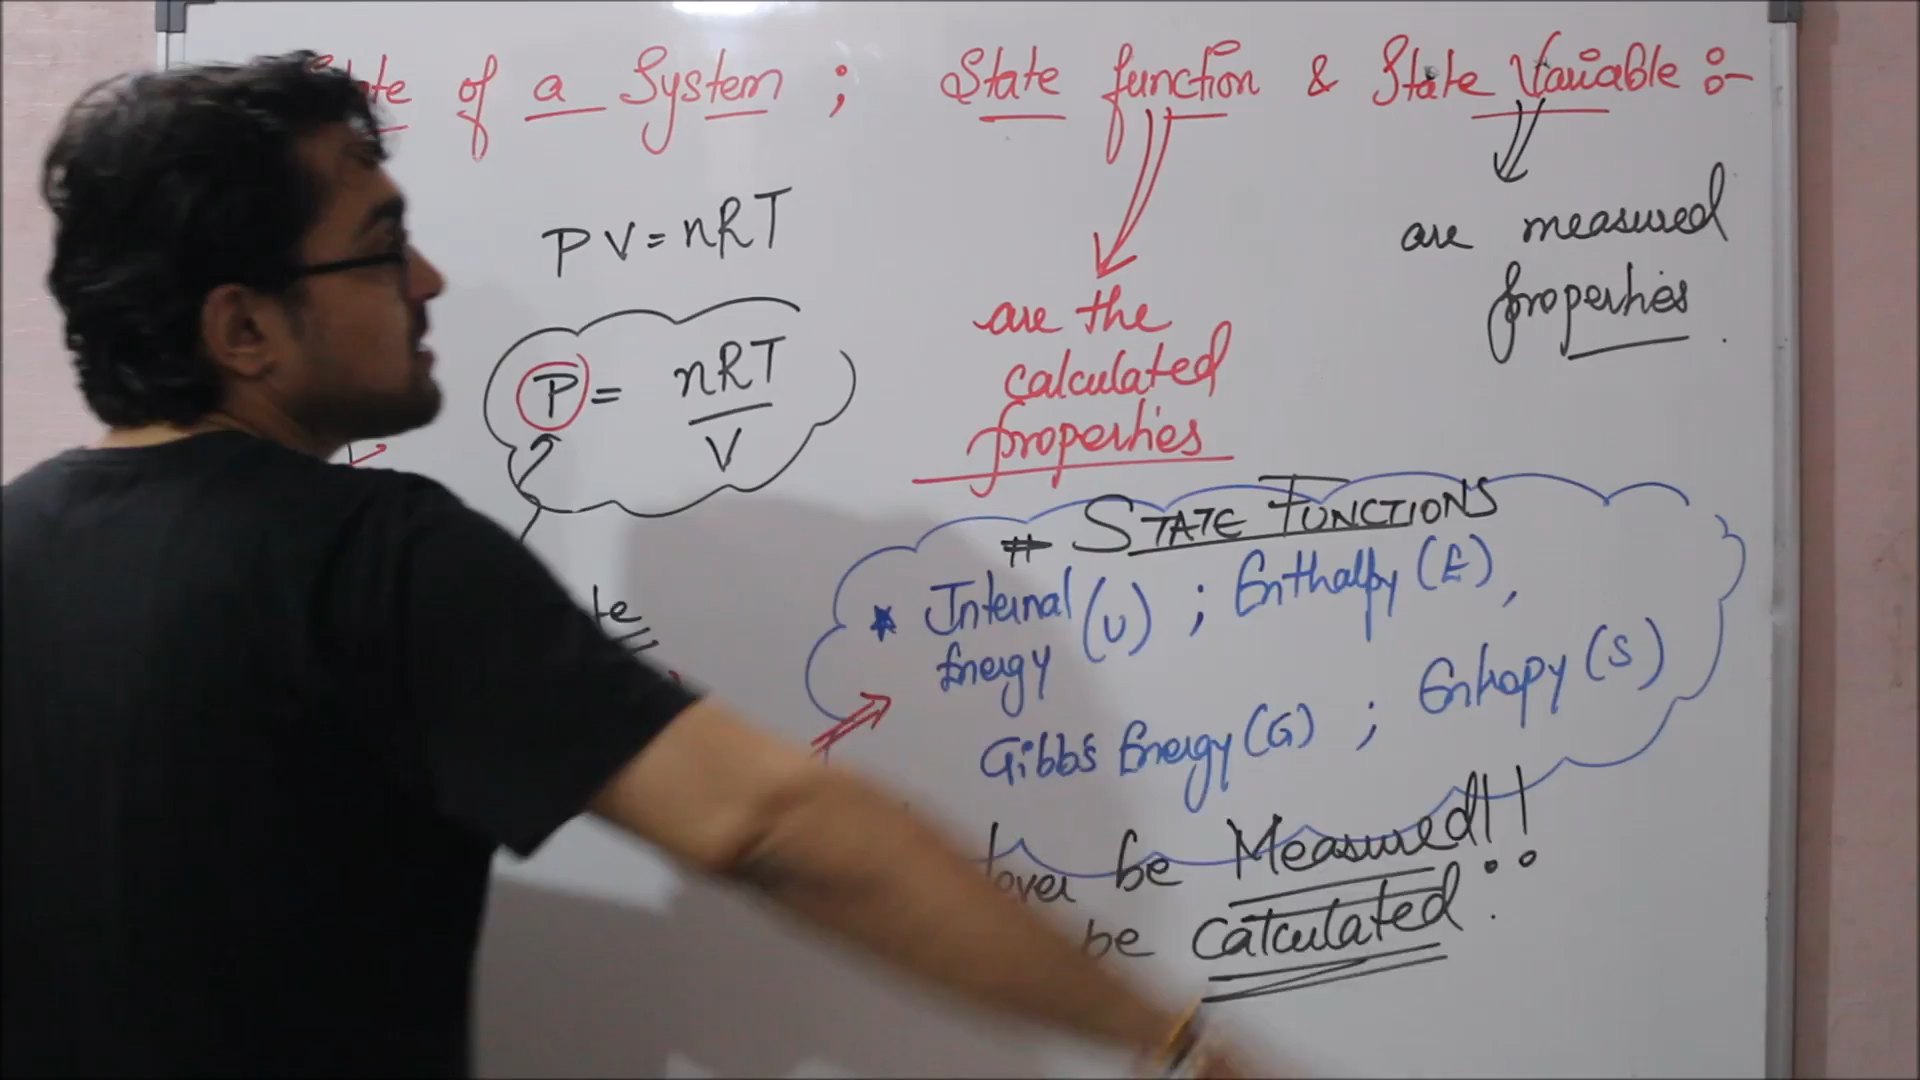 of a System ; State function & State Variable :-
PV = nRT
P = nRT / V
are the
calculated
properties
are measured
properties.
# STATE FUNCTIONS
★ Internal Energy (U) ; Enthalpy (E),
Gibbs Energy (G) ; Entropy (S)
be Measured!!
be Calculated :